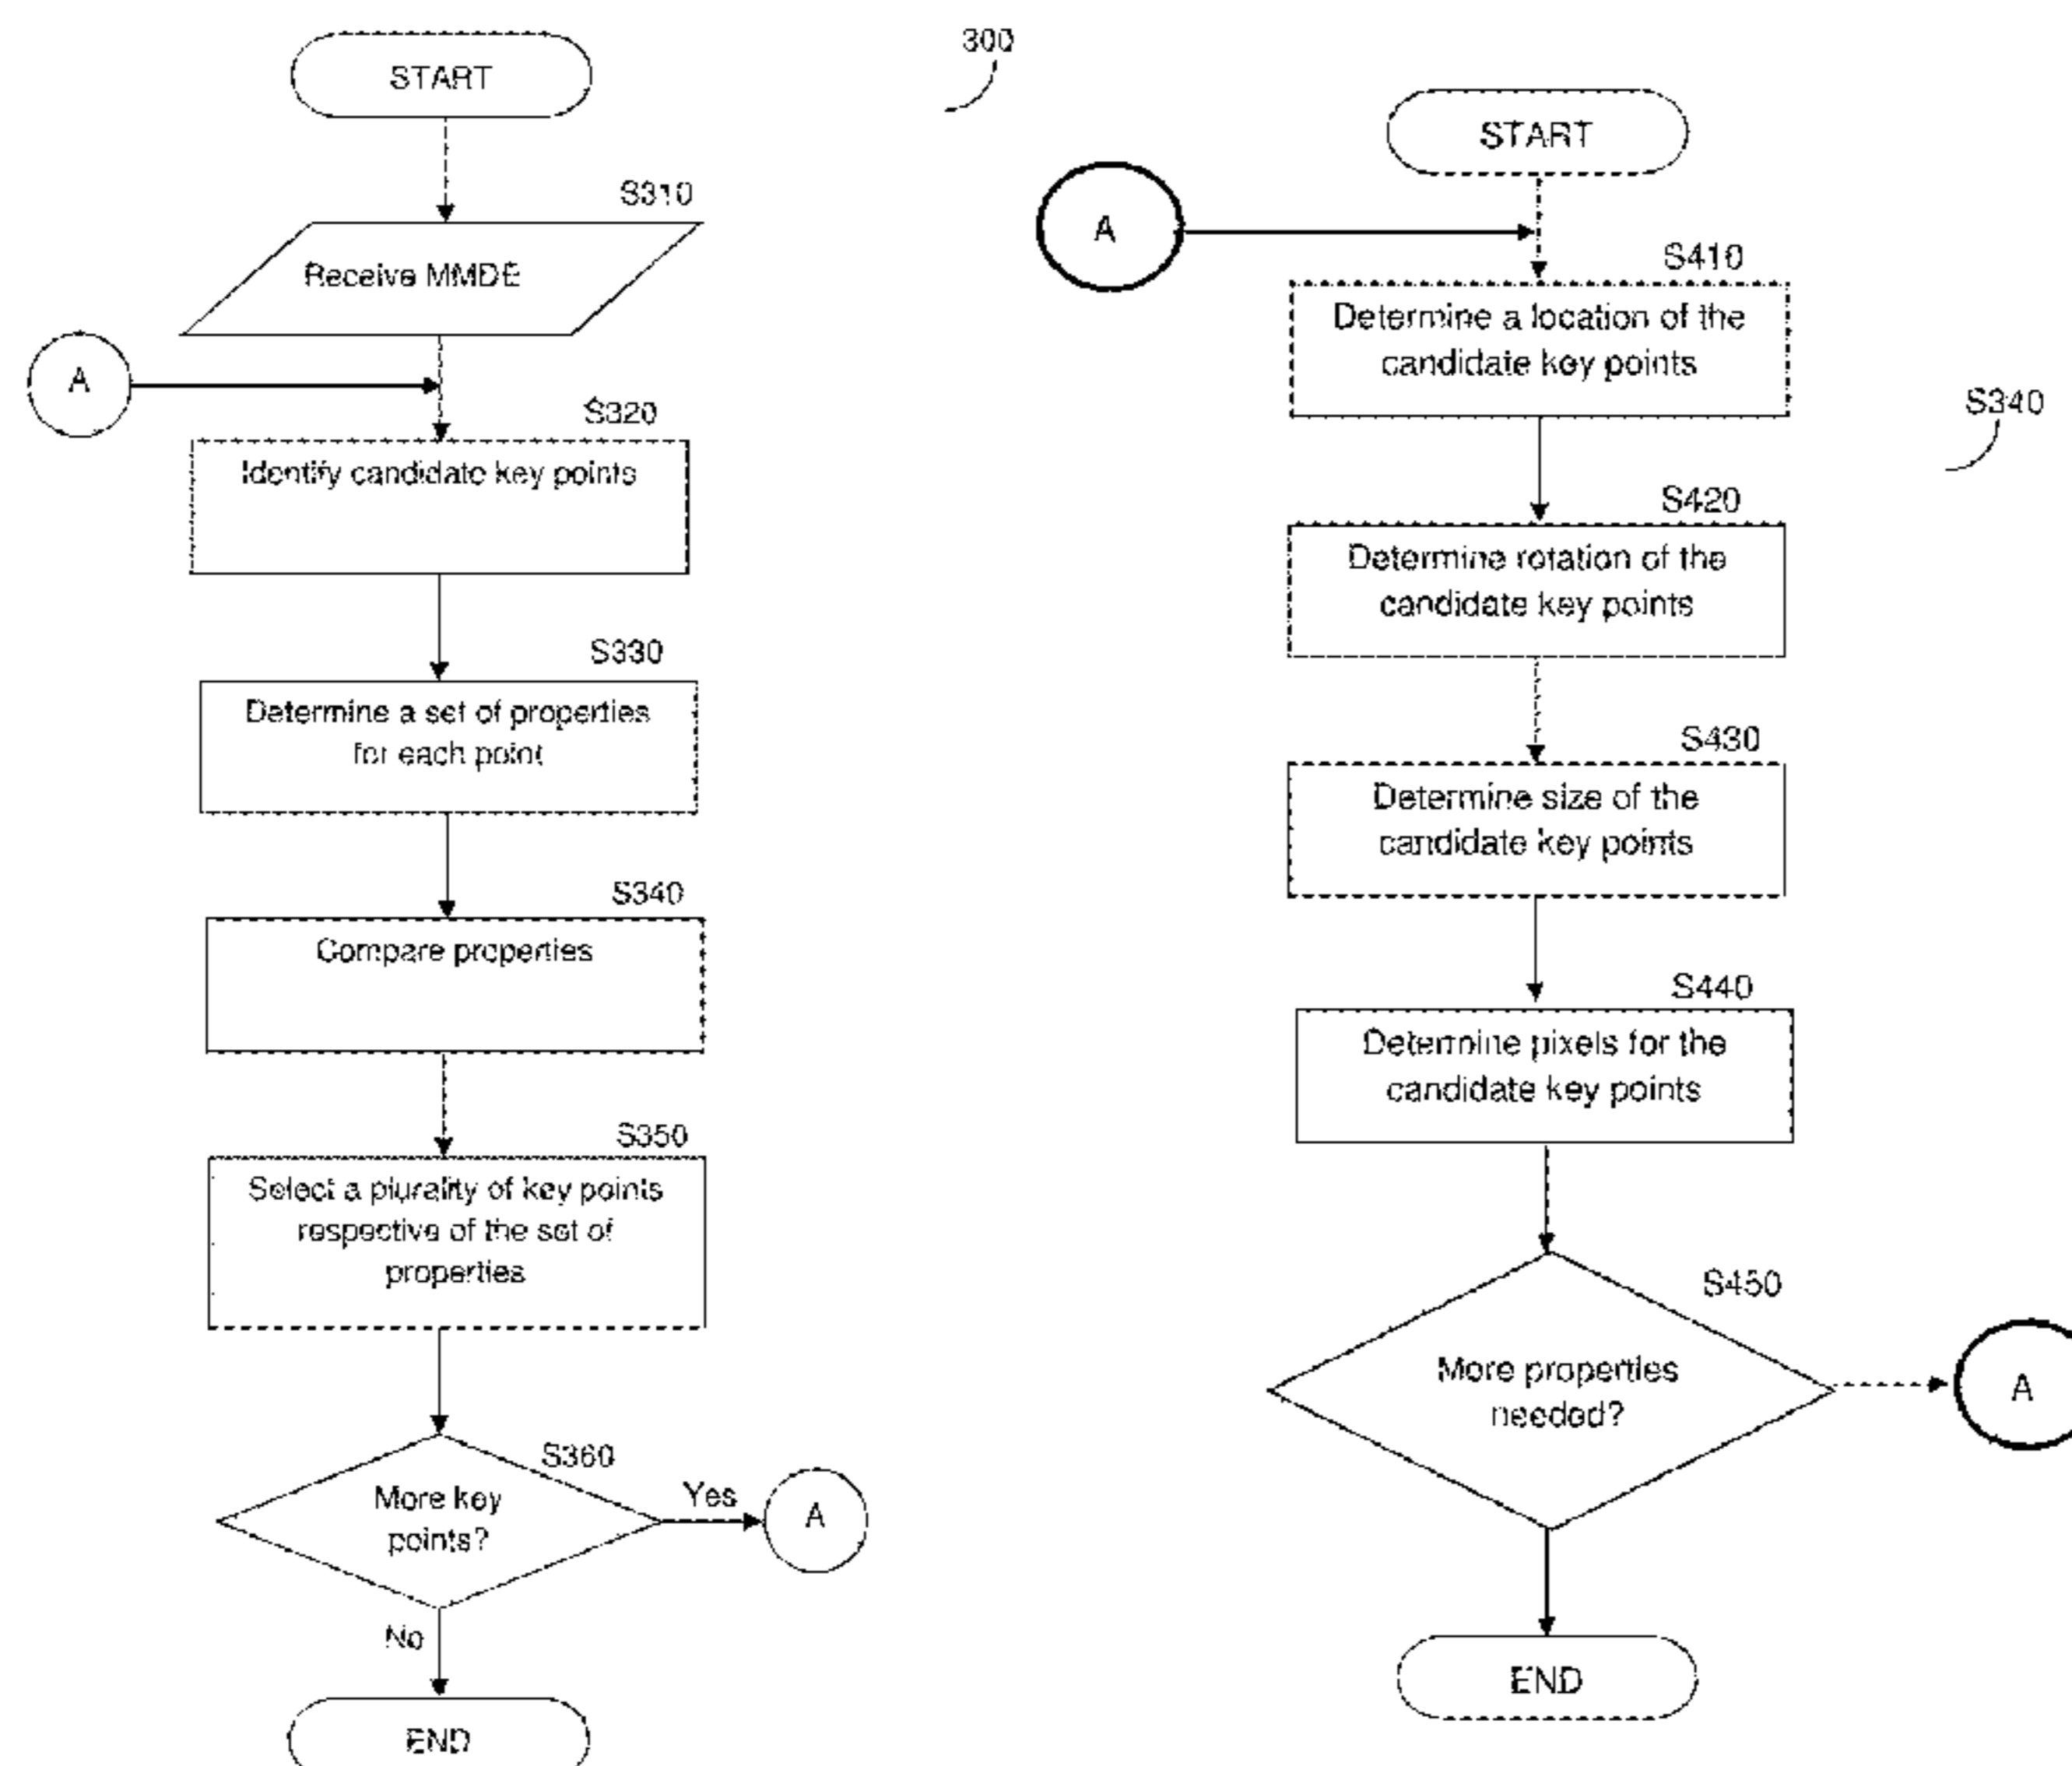 START
300
S310
Receive MMDE
A
S320
Identify candidate key points
S330
Determine a set of properties
for each point
S340
Compare properties
S350
Select a plurality of key points
respective of the set of
properties
S360
More key
points?
Yes
A
No
END
START
A
S410
Determine a location of the
candidate key points
S340
S420
Determine rotation of the
candidate key points
S430
Determine size of the
candidate key points
S440
Determine pixels for the
candidate key points
S450
More properties
needed?
A
END